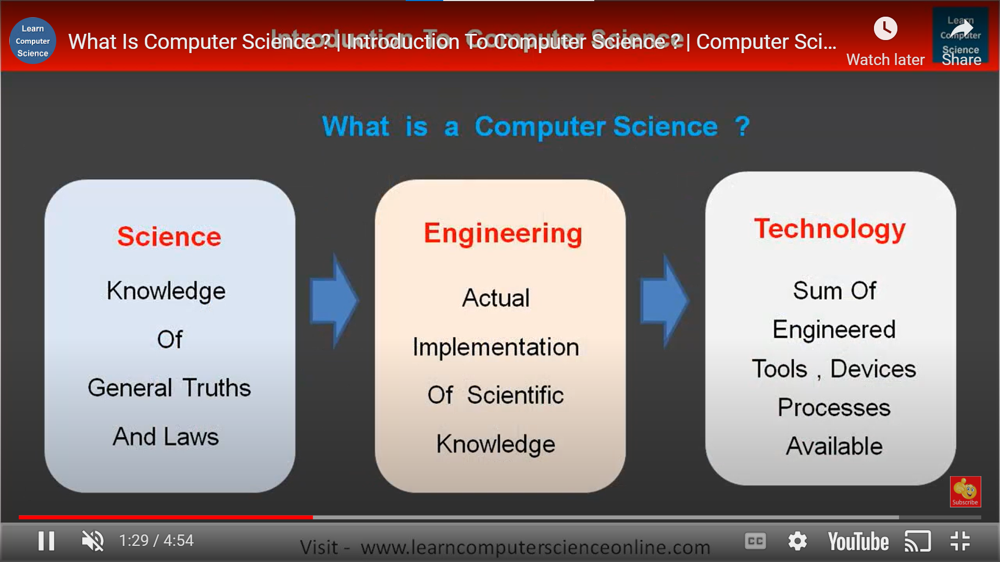 Learn
Computer
Science
What Is Computer Science ? | Introduction To Computer Science ? | Computer Sci...
Introduction To Computer Science
Watch later
Learn
Computer
Science
Share
What is a Computer Science ?
Science
Knowledge
Of
General Truths
And Laws
Engineering
Actual
Implementation
Of Scientific
Knowledge
Technology
Sum Of
Engineered
Tools , Devices
Processes
Available
Subscribe
1:29 / 4:54
Visit - www.learncomputerscienceonline.com
CC
YouTube